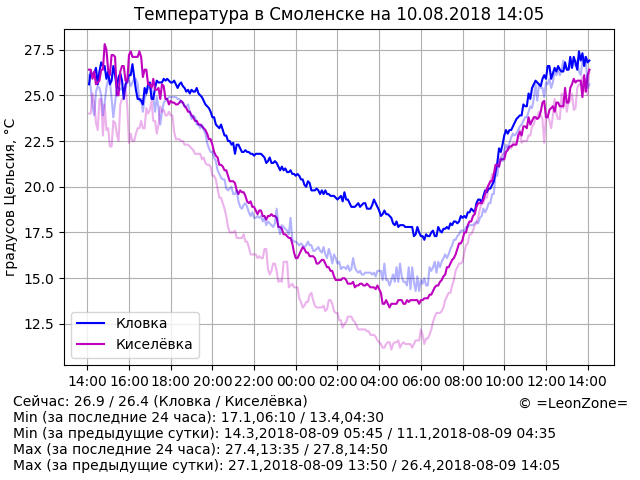 Температура в Смоленске на 10.08.2018 14:05
27.5
25.0
22.5
20.0
17.5
15.0
12.5
градусов Цельсия, °C
Кловка
Киселёвка
14:00 16:00 18:00 20:00 22:00 00:00 02:00 04:00 06:00 08:00 10:00 12:00 14:00
Сейчас: 26.9 / 26.4 (Кловка / Киселёвка)
© =LeonZone=
Min (за последние 24 часа): 17.1,06:10 / 13.4,04:30
Min (за предыдущие сутки): 14.3,2018-08-09 05:45 / 11.1,2018-08-09 04:35
Max (за последние 24 часа): 27.4,13:35 / 27.8,14:50
Max (за предыдущие сутки): 27.1,2018-08-09 13:50 / 26.4,2018-08-09 14:05